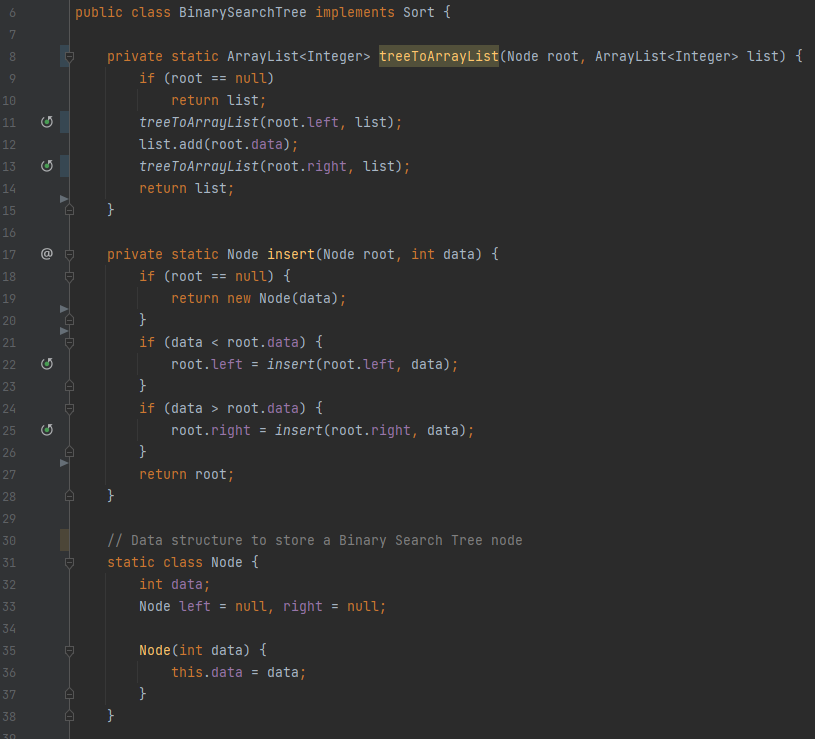 6 public class BinarySearchTree implements Sort {
7
8 private static ArrayList<Integer> treeToArrayList(Node root, ArrayList<Integer> list) {
9 if (root == null)
10 return list;
11 treeToArrayList(root.left, list);
12 list.add(root.data);
13 treeToArrayList(root.right, list);
14 return list;
15 }
16
17 @ private static Node insert(Node root, int data) {
18 if (root == null) {
19 return new Node(data);
20 }
21 if (data < root.data) {
22 root.left = insert(root.left, data);
23 }
24 if (data > root.data) {
25 root.right = insert(root.right, data);
26 }
27 return root;
28 }
29
30 // Data structure to store a Binary Search Tree node
31 static class Node {
32 int data;
33 Node left = null, right = null;
34
35 Node(int data) {
36 this.data = data;
37 }
38 }
39